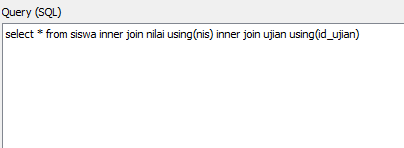 Query (SQL)
select * from siswa inner join nilai using(nis) inner join ujian using(id_ujian)